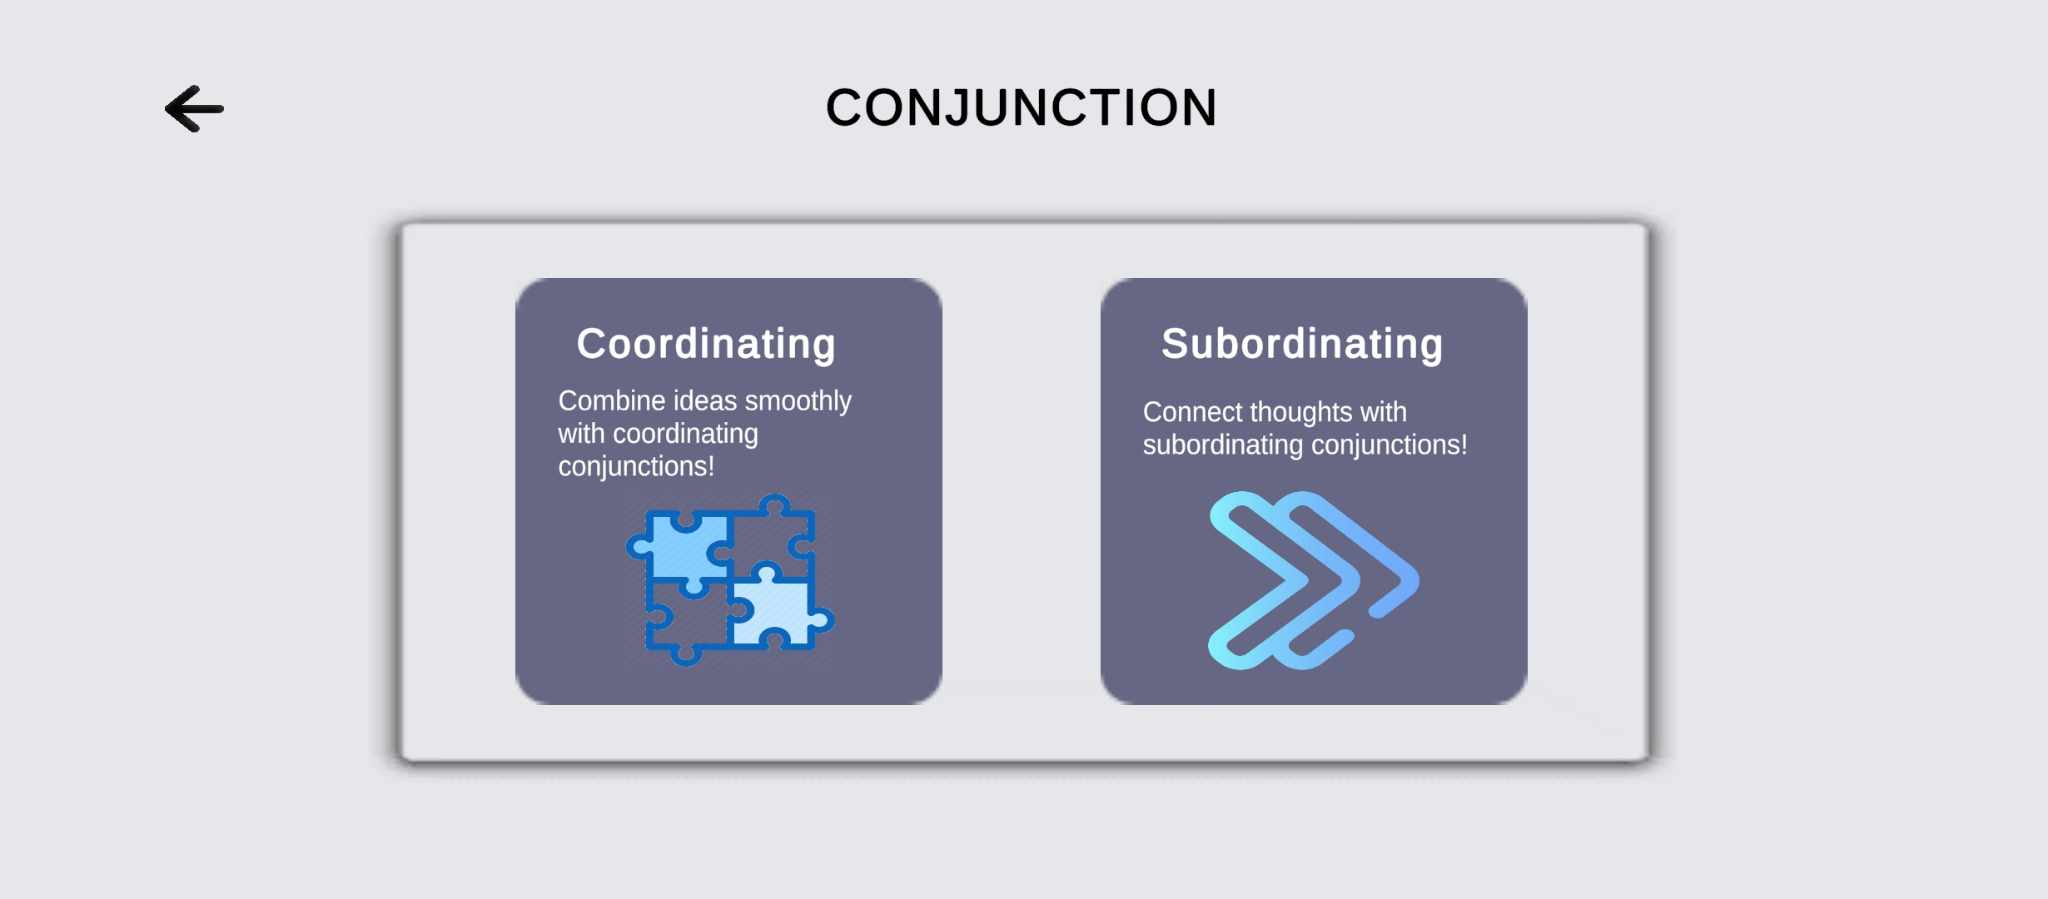 CONJUNCTION
Coordinating
Combine ideas smoothly
with coordinating
conjunctions!
Subordinating
Connect thoughts with
subordinating conjunctions!